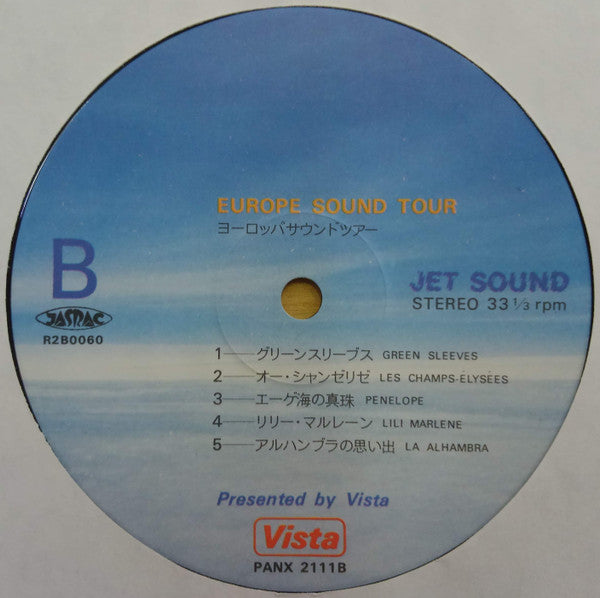 EUROPE SOUND TOUR
ヨーロッパサウンドツアー
B
JET SOUND
STEREO 33 1/3 rpm
JASRAC
R2B0060
1——グリーンスリーブス GREEN SLEEVES
2——オー・シャンゼリゼ LES CHAMPS-ELYSÉES
3——エーゲ海の真珠 PENELOPE
4——リリー・マルレーン LILI MARLENE
5——アルハンブラの思い出 LA ALHAMBRA
Presented by Vista
Vista
PANX 2111B